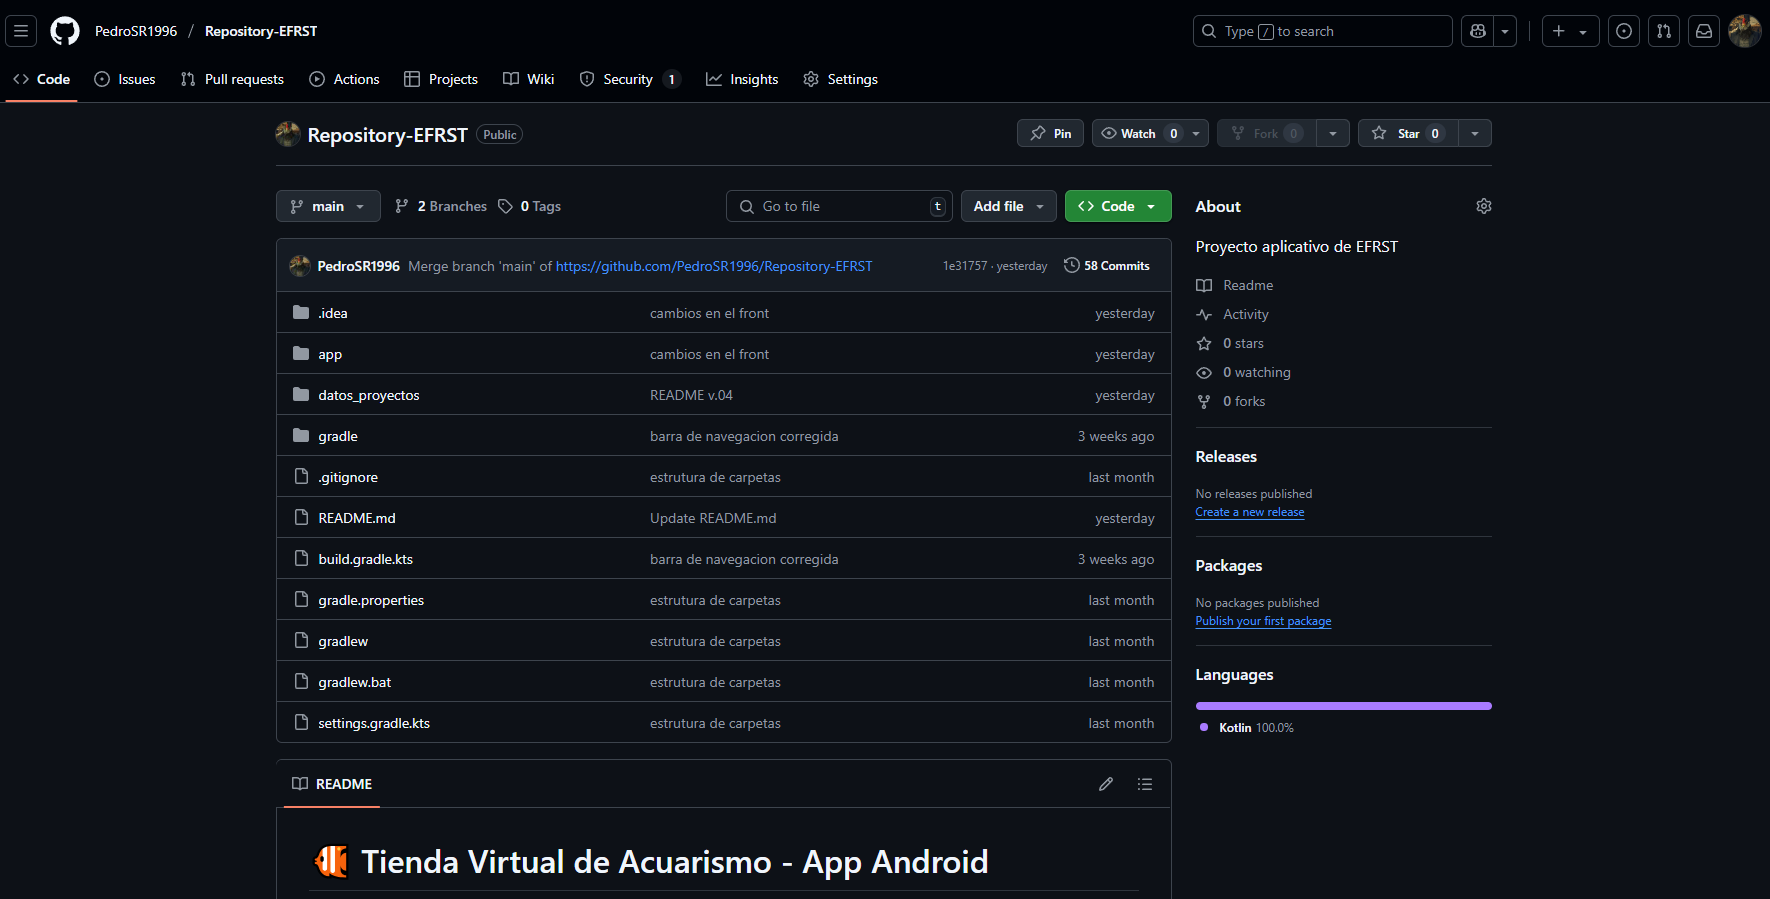 PedroSR1996 / Repository-EFRST
Type / to search
Code Issues Pull requests Actions Projects Wiki Security 1 Insights Settings
Repository-EFRST Public
Pin Watch 0 Fork 0 Star 0
main 2 Branches 0 Tags
Go to file t Add file Code
PedroSR1996 Merge branch 'main' of https://github.com/PedroSR1996/Repository-EFRST 1e31757 · yesterday 58 Commits
.idea cambios en el front yesterday
app cambios en el front yesterday
datos_proyectos README v.04 yesterday
gradle barra de navegacion corregida 3 weeks ago
.gitignore estrutura de carpetas last month
README.md Update README.md yesterday
build.gradle.kts barra de navegacion corregida 3 weeks ago
gradle.properties estrutura de carpetas last month
gradlew estrutura de carpetas last month
gradlew.bat estrutura de carpetas last month
settings.gradle.kts estrutura de carpetas last month
README
Tienda Virtual de Acuarismo - App Android
About
Proyecto aplicativo de EFRST
Readme
Activity
0 stars
0 watching
0 forks
Releases
No releases published
Create a new release
Packages
No packages published
Publish your first package
Languages
Kotlin 100.0%